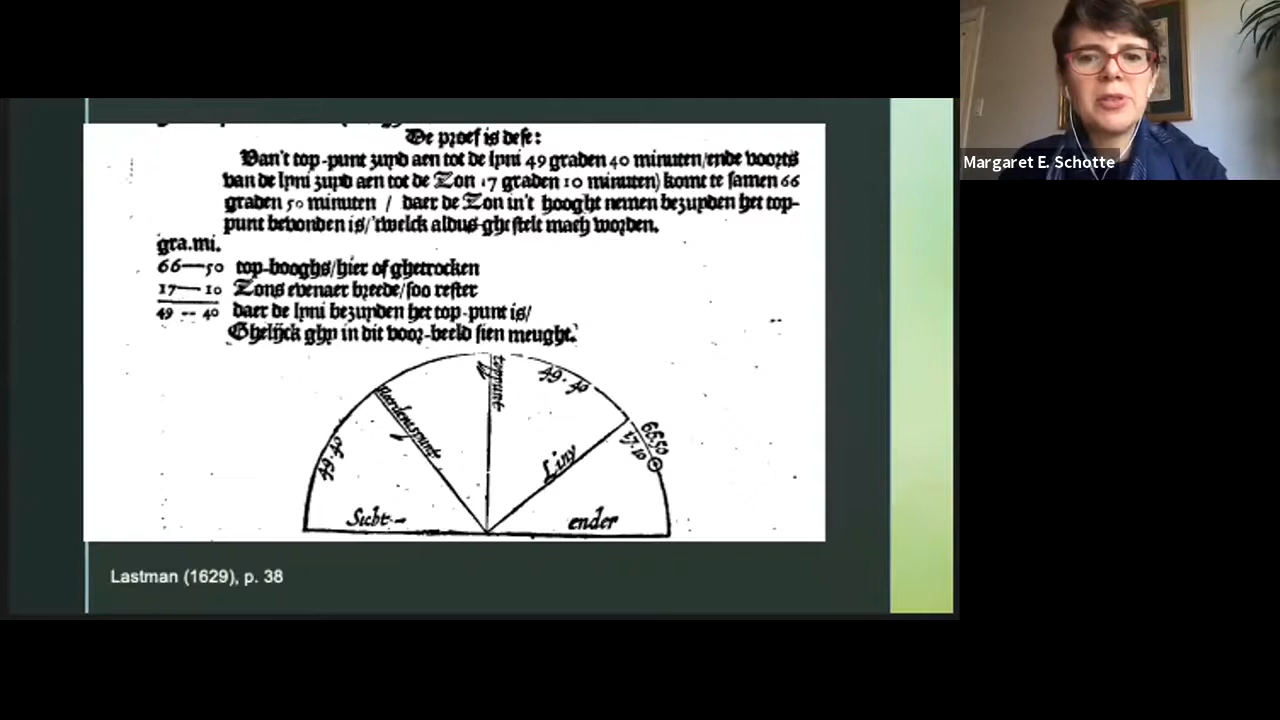 De proef is dese:
Van't top-punt zuyd aen tot de lyni 49 graden 40 minuten/ende voorts
van de lyni zuyd aen tot de Zon 17 graden 10 minuten) komt te samen 66
graden 50 minuten / daer de Zon in't hooght nemen bezuyden het top-
punt bevonden is/'twelck aldus ghestelt mach worden.
gra.mi.
66—50 top-booghs/hier of ghetrocken
17—10 Zons evenaer breede/soo rester
49 -- 40 daer de lyni bezuyden het top-punt is/
Ghelijck ghy in dit voor-beeld sien meught.
toppunt
49·40
Noordenspunt
49·40
66.50
17.10
Liny
Sicht-
ender
Lastman (1629), p. 38
Margaret E. Schotte